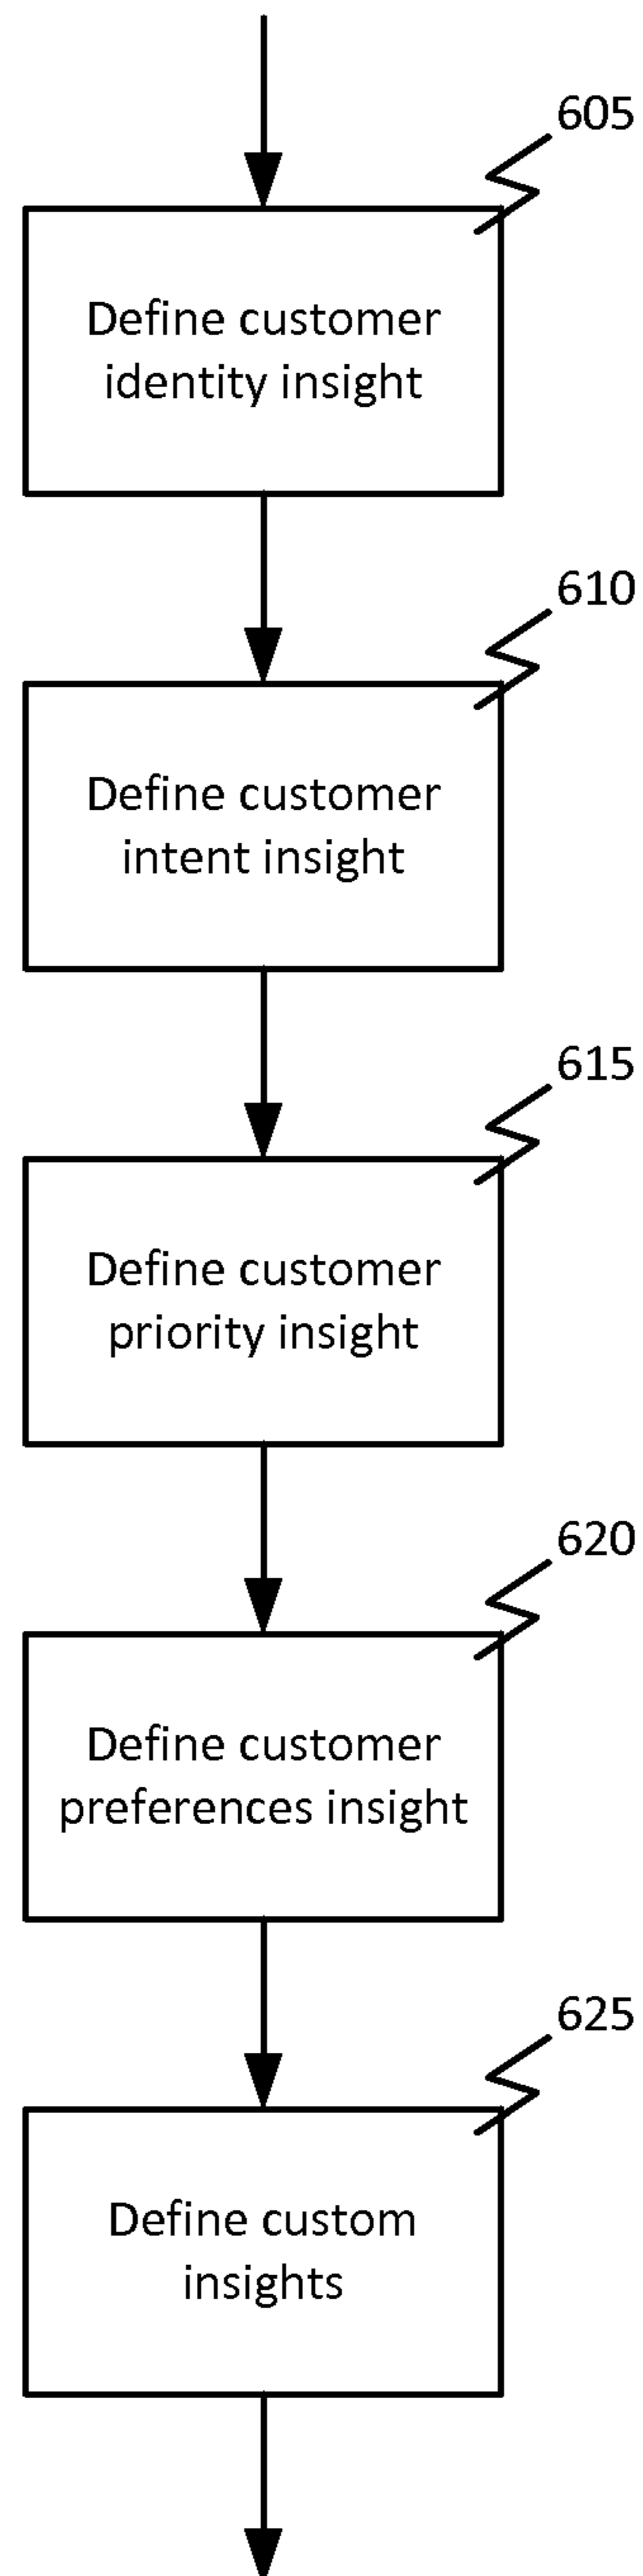 605
Define customer
identity insight
610
Define customer
intent insight
615
Define customer
priority insight
620
Define customer
preferences insight
625
Define custom
insights